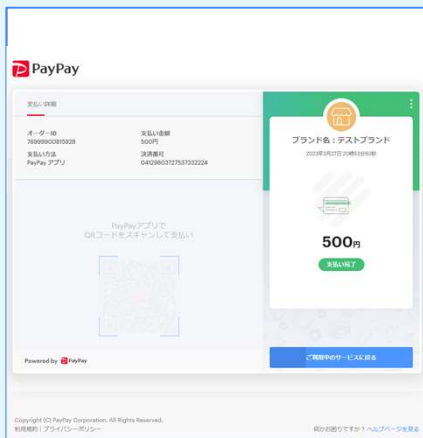 PayPay
支払い詳細
オーダーID
支払い金額
500円
支払い方法
PayPay アプリ
決済番号
04129603727537332224
PayPayアプリで
QRコードをスキャンして支払い
Powered by PayPay
ブランド名：テストブランド
500円
支払い完了
ご利用中のサービスに戻る
Copyright (C) PayPay Corporation. All Rights Reserved.
利用規約 | プライバシーポリシー
何かお困りですか？ ヘルプページを見る